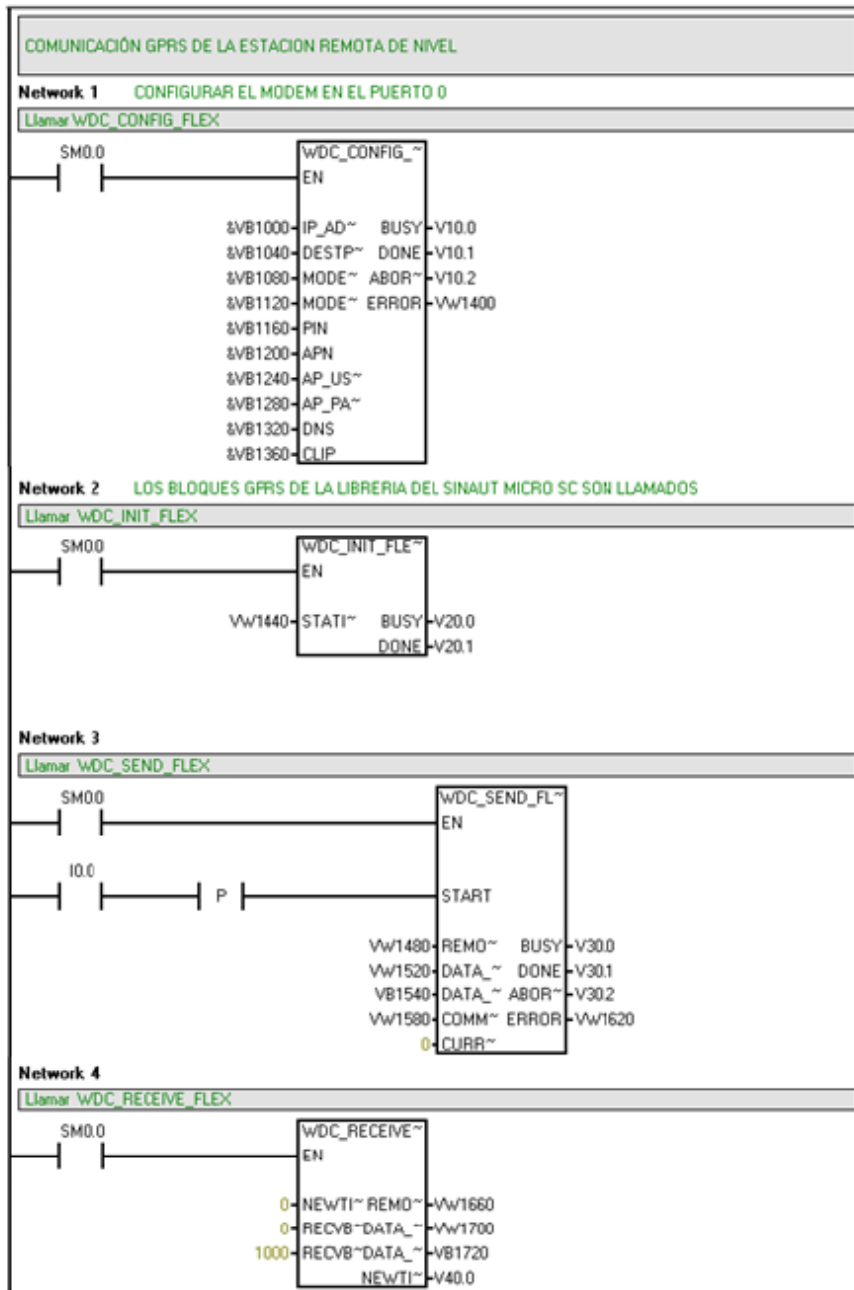 COMUNICACIÓN GPRS DE LA ESTACION REMOTA DE NIVEL
Network 1 CONFIGURAR EL MODEM EN EL PUERTO 0
Llamar WDC_CONFIG_FLEX
SM0.0
WDC_CONFIG_~
EN
&VB1000 IP_AD~ BUSY V10.0
&VB1040 DESTP~ DONE V10.1
&VB1080 MODE~ ABOR~ V10.2
&VB1120 MODE~ ERROR VW1400
&VB1160 PIN
&VB1200 APN
&VB1240 AP_US~
&VB1280 AP_PA~
&VB1320 DNS
&VB1360 CLIP
Network 2 LOS BLOQUES GPRS DE LA LIBRERIA DEL SINAUT MICRO SC SON LLAMADOS
Llamar WDC_INIT_FLEX
SM0.0
WDC_INIT_FLE~
EN
VW1440 STATI~ BUSY V20.0
DONE V20.1
Network 3
Llamar WDC_SEND_FLEX
SM0.0
WDC_SEND_FL~
EN
I0.0
P
START
VW1480 REMO~ BUSY V30.0
VW1520 DATA_~ DONE V30.1
VB1540 DATA_~ ABOR~ V30.2
VW1580 COMM~ ERROR VW1620
0 CURR~
Network 4
Llamar WDC_RECEIVE_FLEX
SM0.0
WDC_RECEIVE~
EN
0 NEWTI~ REMO~ VW1660
0 RECVB~ DATA_~ VW1700
1000 RECVB~ DATA_~ VB1720
NEWTI~ V40.0